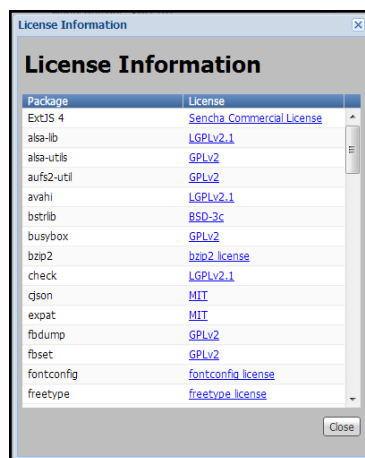 License Information
License Information
Package License
ExtJS 4 Sencha Commercial License
alsa-lib LGPLv2.1
alsa-utils GPLv2
aufs2-util GPLv2
avahi LGPLv2.1
bstrlib BSD-3c
busybox GPLv2
bzip2 bzip2 license
check LGPLv2.1
cjson MIT
expat MIT
fbdump GPLv2
fbset GPLv2
fontconfig fontconfig license
freetype freetype license
Close